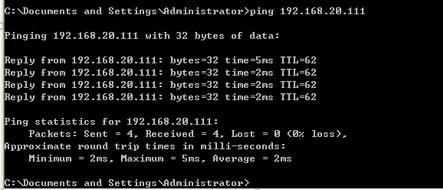 C:\Documents and Settings\Administrator>ping 192.168.20.111
Pinging 192.168.20.111 with 32 bytes of data:
Reply from 192.168.20.111: bytes=32 time=5ms TTL=62
Reply from 192.168.20.111: bytes=32 time=2ms TTL=62
Reply from 192.168.20.111: bytes=32 time=2ms TTL=62
Reply from 192.168.20.111: bytes=32 time=2ms TTL=62
Ping statistics for 192.168.20.111:
Packets: Sent = 4, Received = 4, Lost = 0 (0% loss),
Approximate round trip times in milli-seconds:
Minimum = 2ms, Maximum = 5ms, Average = 2ms
C:\Documents and Settings\Administrator>